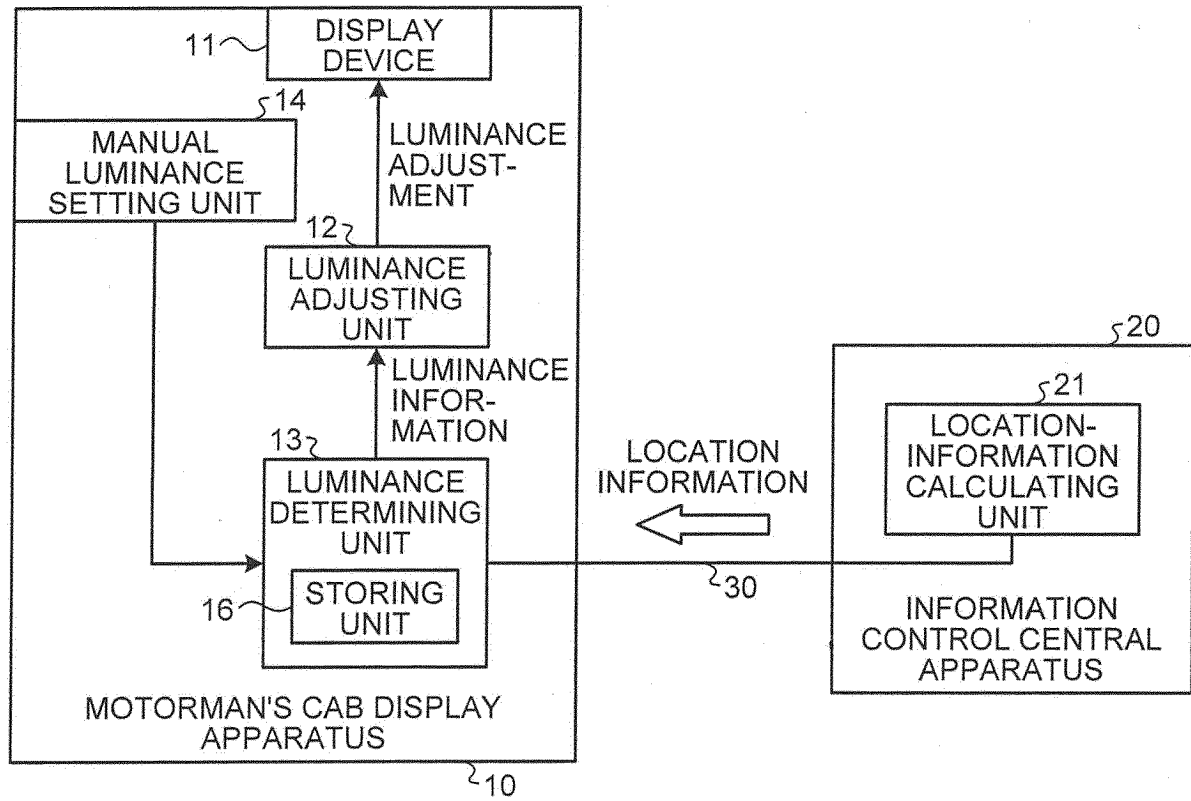 11
DISPLAY
DEVICE
14
MANUAL
LUMINANCE
SETTING UNIT
LUMINANCE
ADJUST-
MENT
12
LUMINANCE
ADJUSTING
UNIT
LUMINANCE
INFOR-
MATION
13
LUMINANCE
DETERMINING
UNIT
16
STORING
UNIT
MOTORMAN'S CAB DISPLAY
APPARATUS
10
LOCATION
INFORMATION
30
20
21
LOCATION-
INFORMATION
CALCULATING
UNIT
INFORMATION
CONTROL CENTRAL
APPARATUS